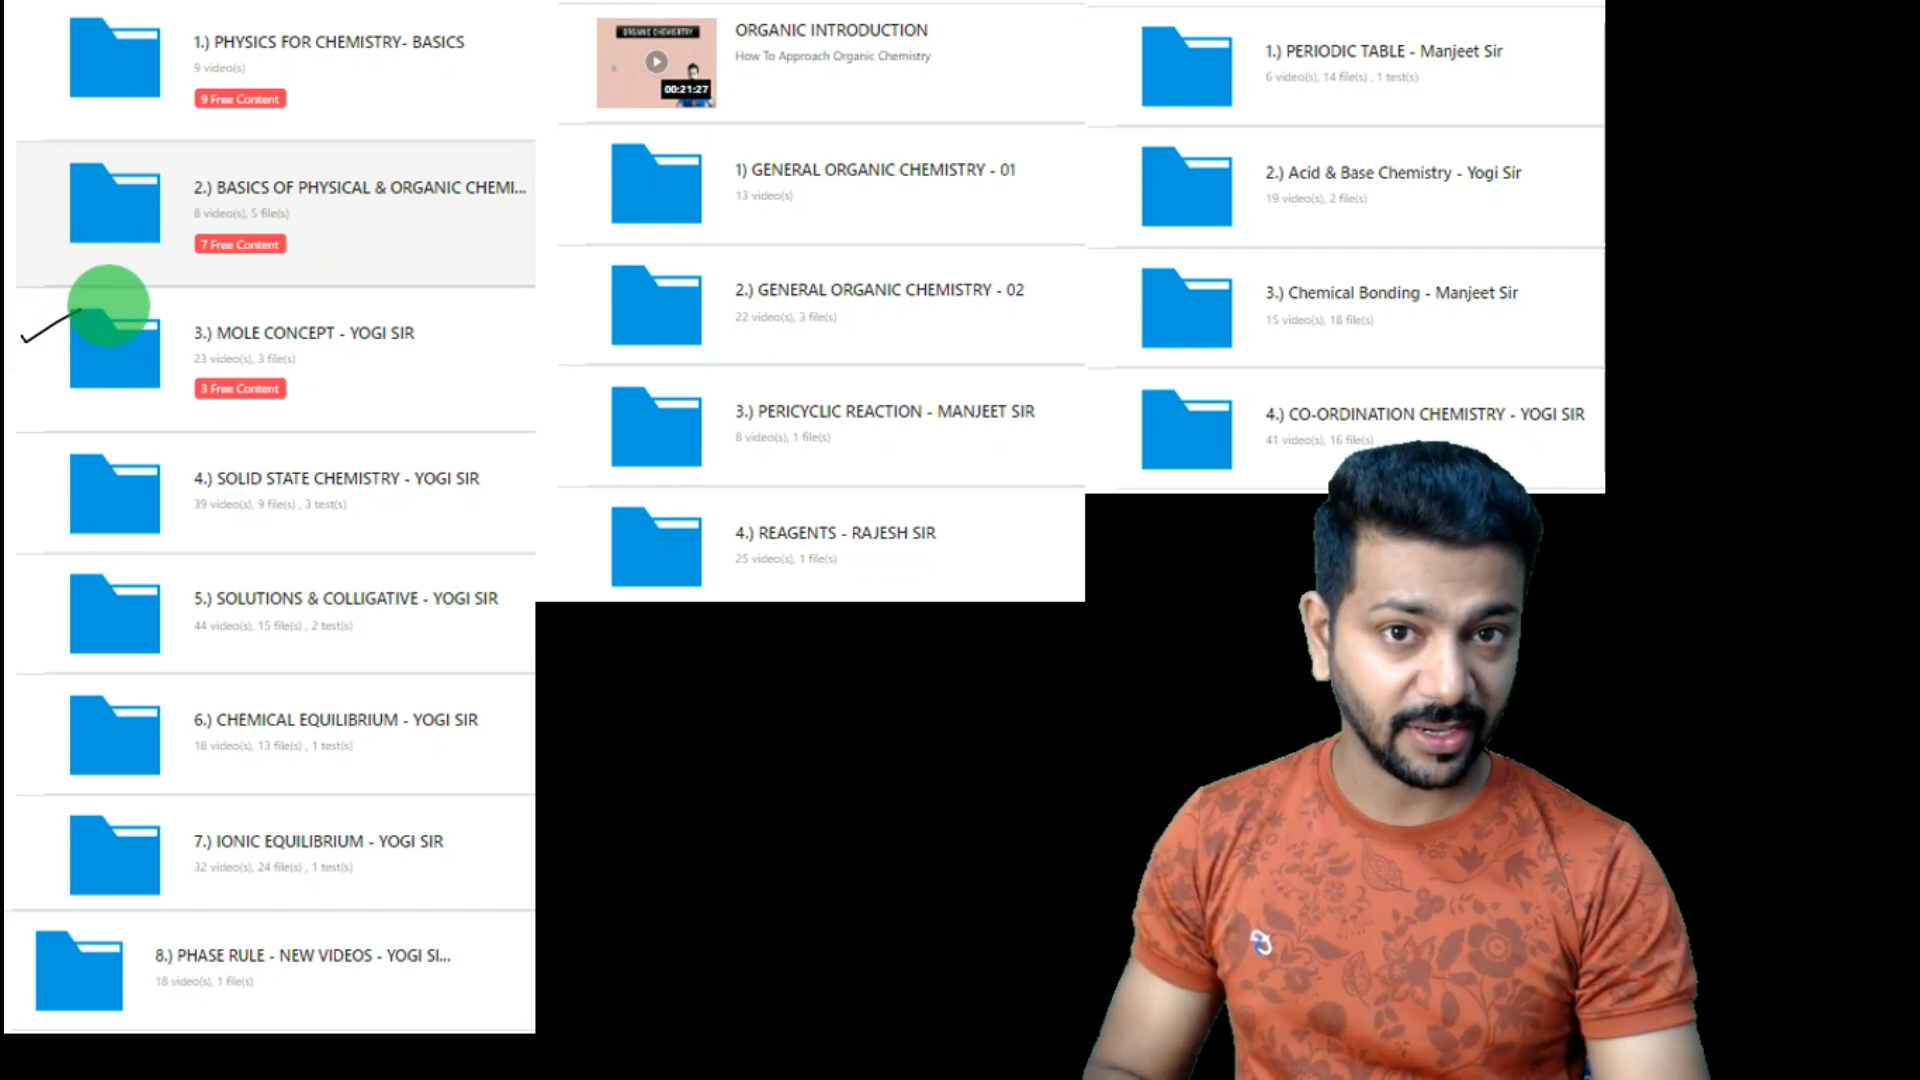 1.) PHYSICS FOR CHEMISTRY- BASICS
9 video(s)
9 Free Content
2.) BASICS OF PHYSICAL & ORGANIC CHEMI...
8 video(s), 5 file(s)
7 Free Content
3.) MOLE CONCEPT - YOGI SIR
23 video(s), 3 file(s)
3 Free Content
4.) SOLID STATE CHEMISTRY - YOGI SIR
39 video(s), 9 file(s) , 3 test(s)
5.) SOLUTIONS & COLLIGATIVE - YOGI SIR
44 video(s), 15 file(s) , 2 test(s)
6.) CHEMICAL EQUILIBRIUM - YOGI SIR
18 video(s), 13 file(s) , 1 test(s)
7.) IONIC EQUILIBRIUM - YOGI SIR
32 video(s), 24 file(s) , 1 test(s)
8.) PHASE RULE - NEW VIDEOS - YOGI SI...
18 video(s), 1 file(s)
ORGANIC CHEMISTRY
00:21:27
ORGANIC INTRODUCTION
How To Approach Organic Chemistry
1) GENERAL ORGANIC CHEMISTRY - 01
13 video(s)
2.) GENERAL ORGANIC CHEMISTRY - 02
22 video(s), 3 file(s)
3.) PERICYCLIC REACTION - MANJEET SIR
8 video(s), 1 file(s)
4.) REAGENTS - RAJESH SIR
25 video(s), 1 file(s)
1.) PERIODIC TABLE - Manjeet Sir
6 video(s), 14 file(s) , 1 test(s)
2.) Acid & Base Chemistry - Yogi Sir
19 video(s), 2 file(s)
3.) Chemical Bonding - Manjeet Sir
15 video(s), 18 file(s)
4.) CO-ORDINATION CHEMISTRY - YOGI SIR
41 video(s), 16 file(s)